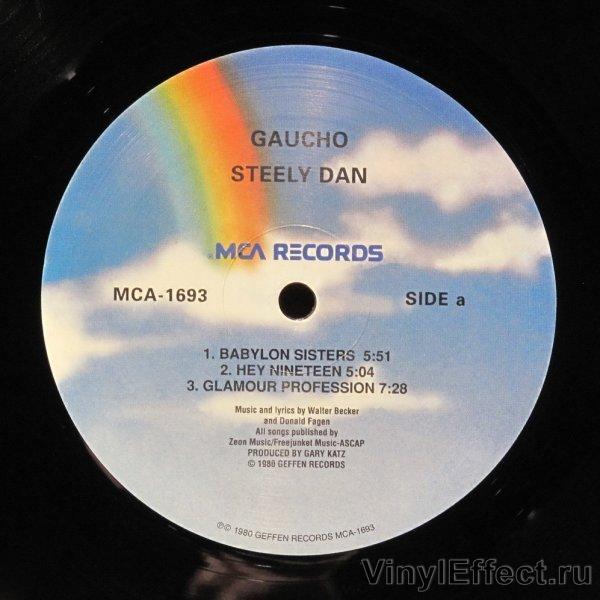 GAUCHO
STEELY DAN
MCA RECORDS
MCA-1693 SIDE a
1. BABYLON SISTERS 5:51
2. HEY NINETEEN 5:04
3. GLAMOUR PROFESSION 7:28
Music and lyrics by Walter Becker
and Donald Fagen
All songs published by
Zeon Music/Freejunket Music-ASCAP
PRODUCED BY GARY KATZ
© 1980 GEFFEN RECORDS
℗© 1980 GEFFEN RECORDS MCA-1693
VinylEffect.ru